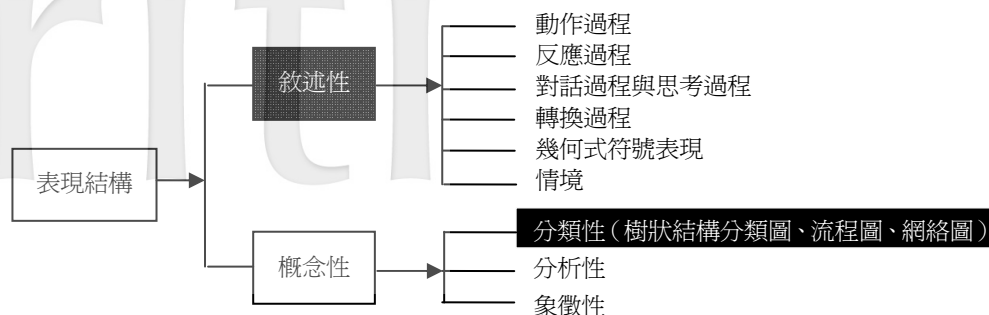 表現結構
敘述性
動作過程
反應過程
對話過程與思考過程
轉換過程
幾何式符號表現
情境
概念性
分類性（樹狀結構分類圖、流程圖、網絡圖）
分析性
象徵性